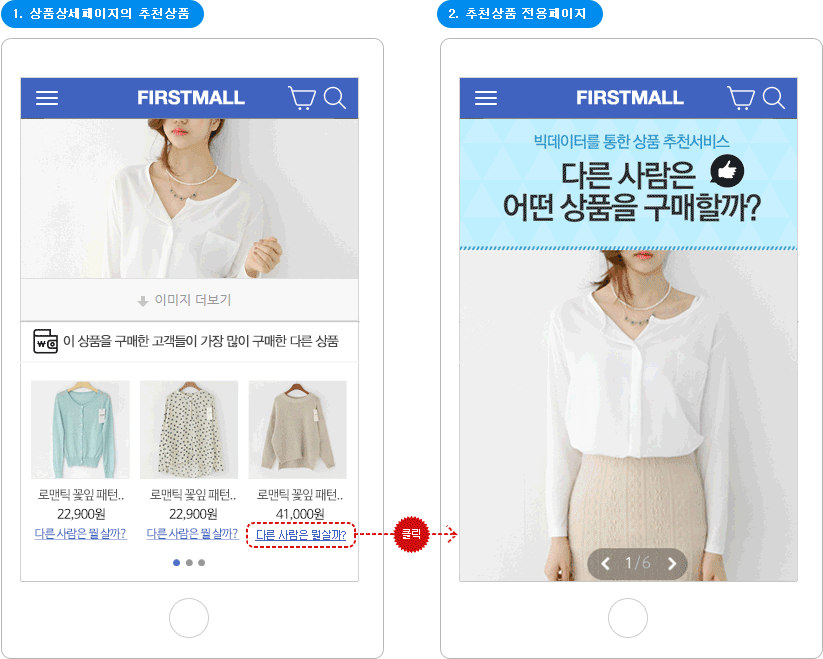 1. 상품상세페이지의 추천상품
FIRSTMALL
이미지 더보기
이 상품을 구매한 고객들이 가장 많이 구매한 다른 상품
로맨틱 꽃잎 패턴.. 로맨틱 꽃잎 패턴.. 로맨틱 꽃잎 패턴..
22,900원 22,900원 41,000원
다른 사람은 뭘 살까? 다른 사람은 뭘 살까? 다른 사람은 뭘살까?
클릭
2. 추천상품 전용페이지
FIRSTMALL
빅데이터를 통한 상품 추천서비스
다른 사람은
어떤 상품을 구매할까?
1/6